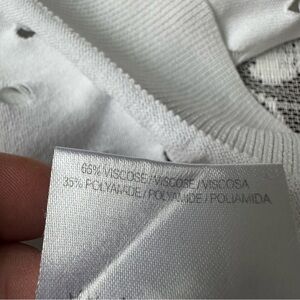 65% VISCOSE / VISCOSE / VISCOSA
35% POLYAMIDE / POLYAMIDE / POLIAMIDA